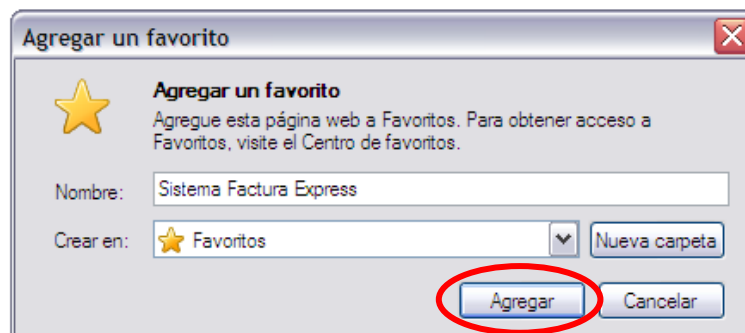 Agregar un favorito
Agregar un favorito
Agregue esta página web a Favoritos. Para obtener acceso a
Favoritos, visite el Centro de favoritos.
Nombre: Sistema Factura Express
Crear en: Favoritos Nueva carpeta
Agregar Cancelar